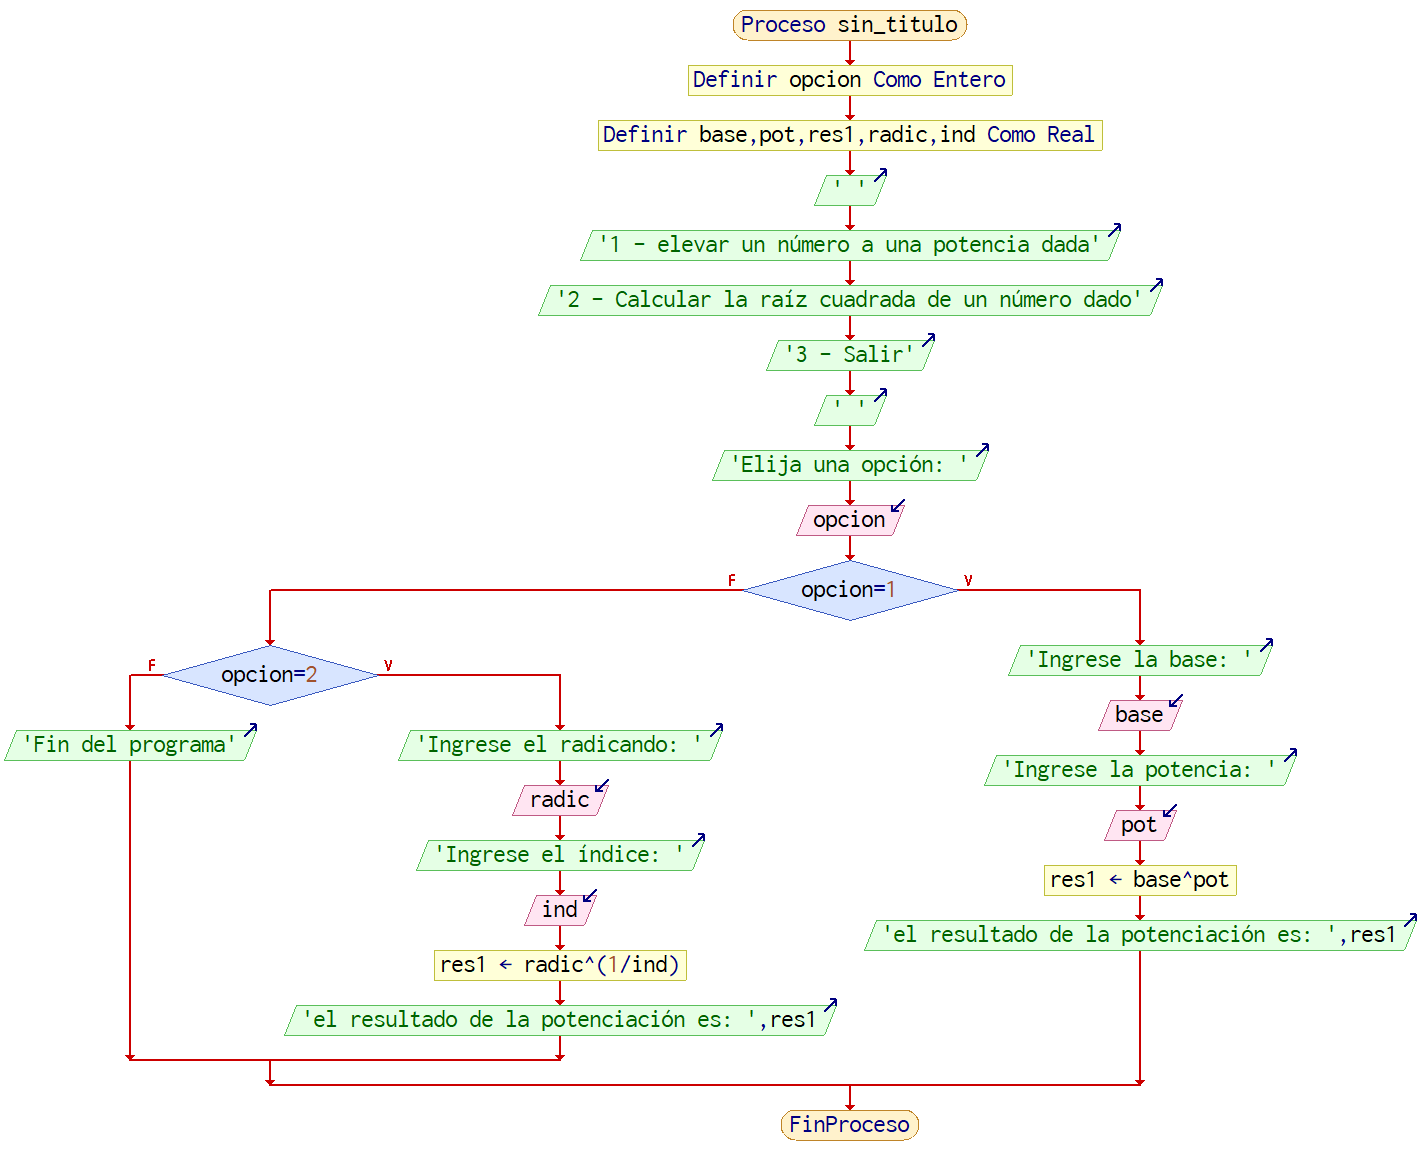 Proceso sin_titulo
Definir opcion Como Entero
Definir base,pot,res1,radic,ind Como Real
' '
'1 - elevar un número a una potencia dada'
'2 - Calcular la raíz cuadrada de un número dado'
'3 - Salir'
' '
'Elija una opción: '
opcion
opcion=1
F
V
opcion=2
F
V
'Fin del programa'
'Ingrese el radicando: '
radic
'Ingrese el índice: '
ind
res1 ← radic^(1/ind)
'el resultado de la potenciación es: ',res1
'Ingrese la base: '
base
'Ingrese la potencia: '
pot
res1 ← base^pot
'el resultado de la potenciación es: ',res1
FinProceso